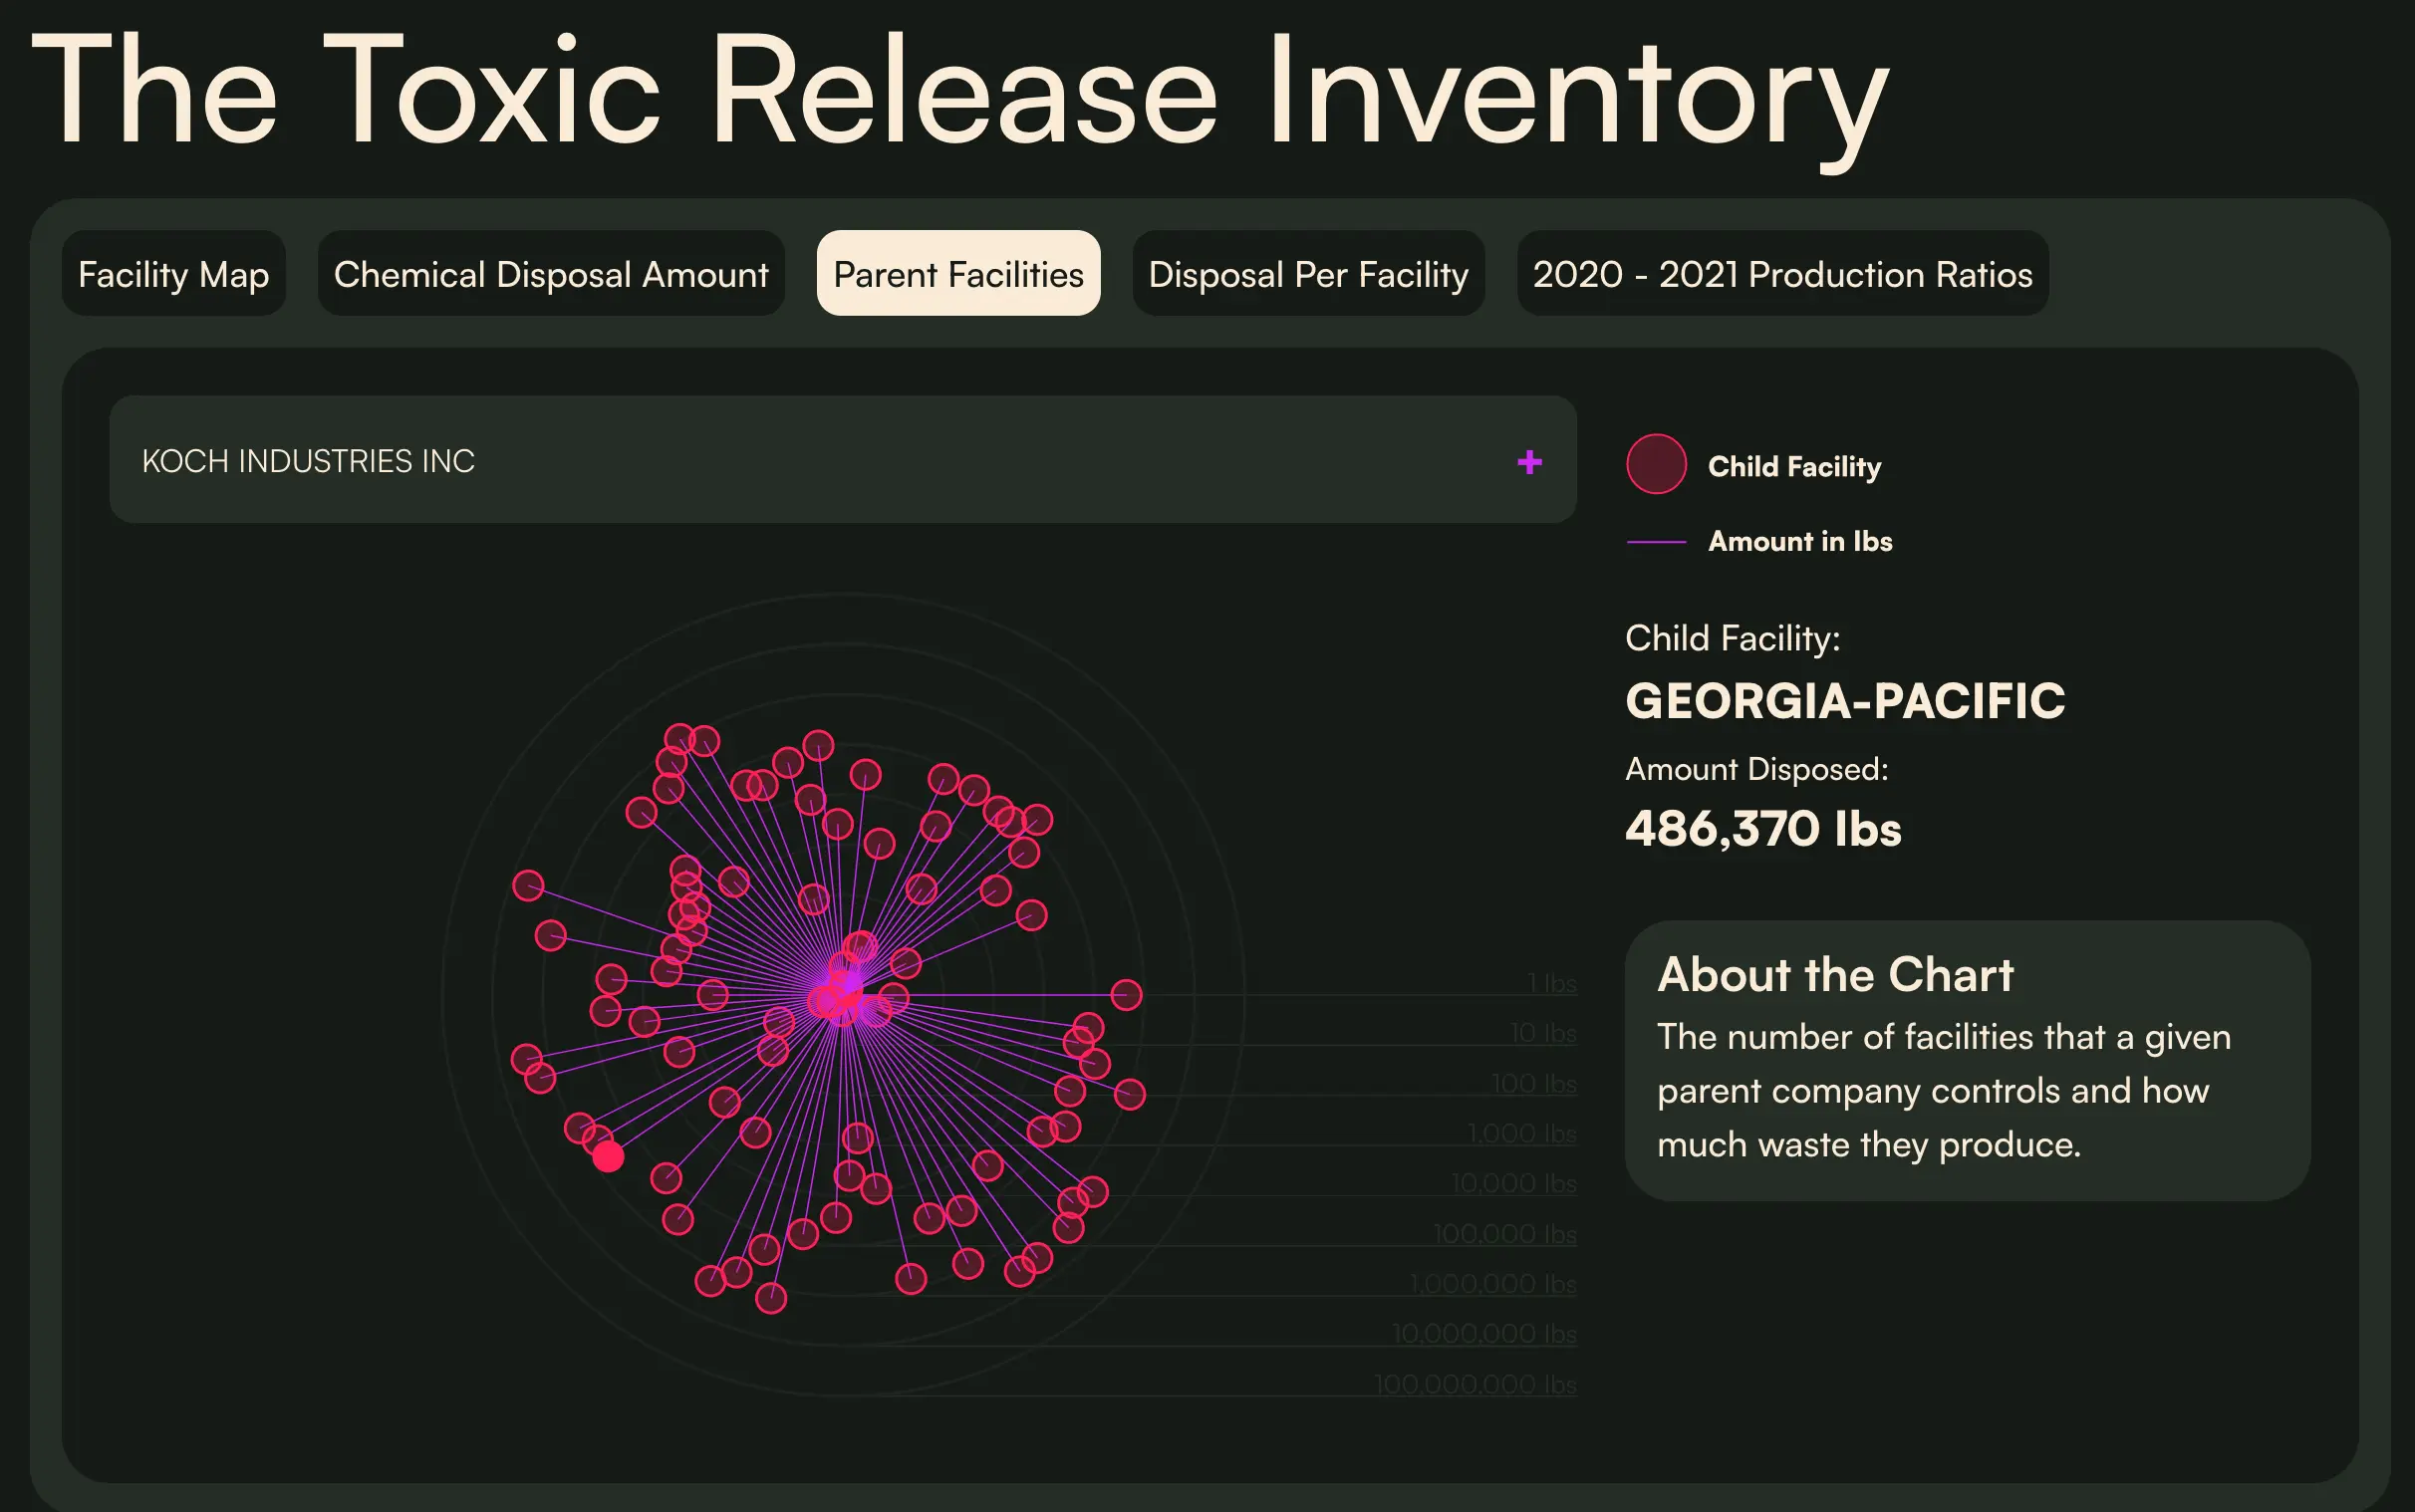 The Toxic Release Inventory
Facility Map
Chemical Disposal Amount
Parent Facilities
Disposal Per Facility
2020 - 2021 Production Ratios
KOCH INDUSTRIES INC
+
Child Facility
Amount in lbs
Child Facility:
GEORGIA-PACIFIC
Amount Disposed:
486,370 lbs
About the Chart
The number of facilities that a given
parent company controls and how
much waste they produce.
1 lbs
10 lbs
100 lbs
1,000 lbs
10,000 lbs
100,000 lbs
1,000,000 lbs
10,000,000 lbs
100,000,000 lbs